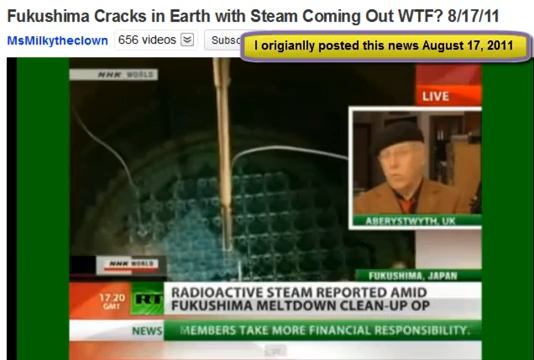 Fukushima Cracks in Earth with Steam Coming Out WTF? 8/17/11
MsMilkytheclown 656 videos Subsc
I origianlly posted this news August 17, 2011
NHK WORLD
LIVE
ABERYSTWYTH, UK
NHK WORLD
FUKUSHIMA, JAPAN
17:20
GMT
RT
RADIOACTIVE STEAM REPORTED AMID
FUKUSHIMA MELTDOWN CLEAN-UP OP
NEWS MEMBERS TAKE MORE FINANCIAL RESPONSIBILITY.